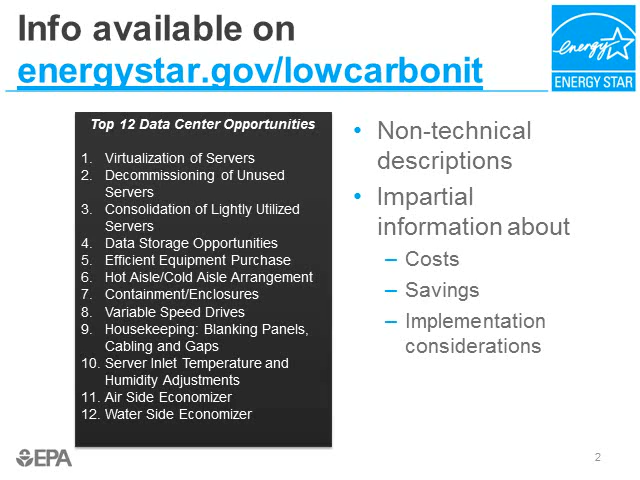 Info available on
energystar.gov/lowcarbonit
energy
ENERGY STAR
Top 12 Data Center Opportunities
1. Virtualization of Servers
2. Decommissioning of Unused
Servers
3. Consolidation of Lightly Utilized
Servers
4. Data Storage Opportunities
5. Efficient Equipment Purchase
6. Hot Aisle/Cold Aisle Arrangement
7. Containment/Enclosures
8. Variable Speed Drives
9. Housekeeping: Blanking Panels,
Cabling and Gaps
10. Server Inlet Temperature and
Humidity Adjustments
11. Air Side Economizer
12. Water Side Economizer
• Non-technical
descriptions
• Impartial
information about
– Costs
– Savings
– Implementation
considerations
EPA
2